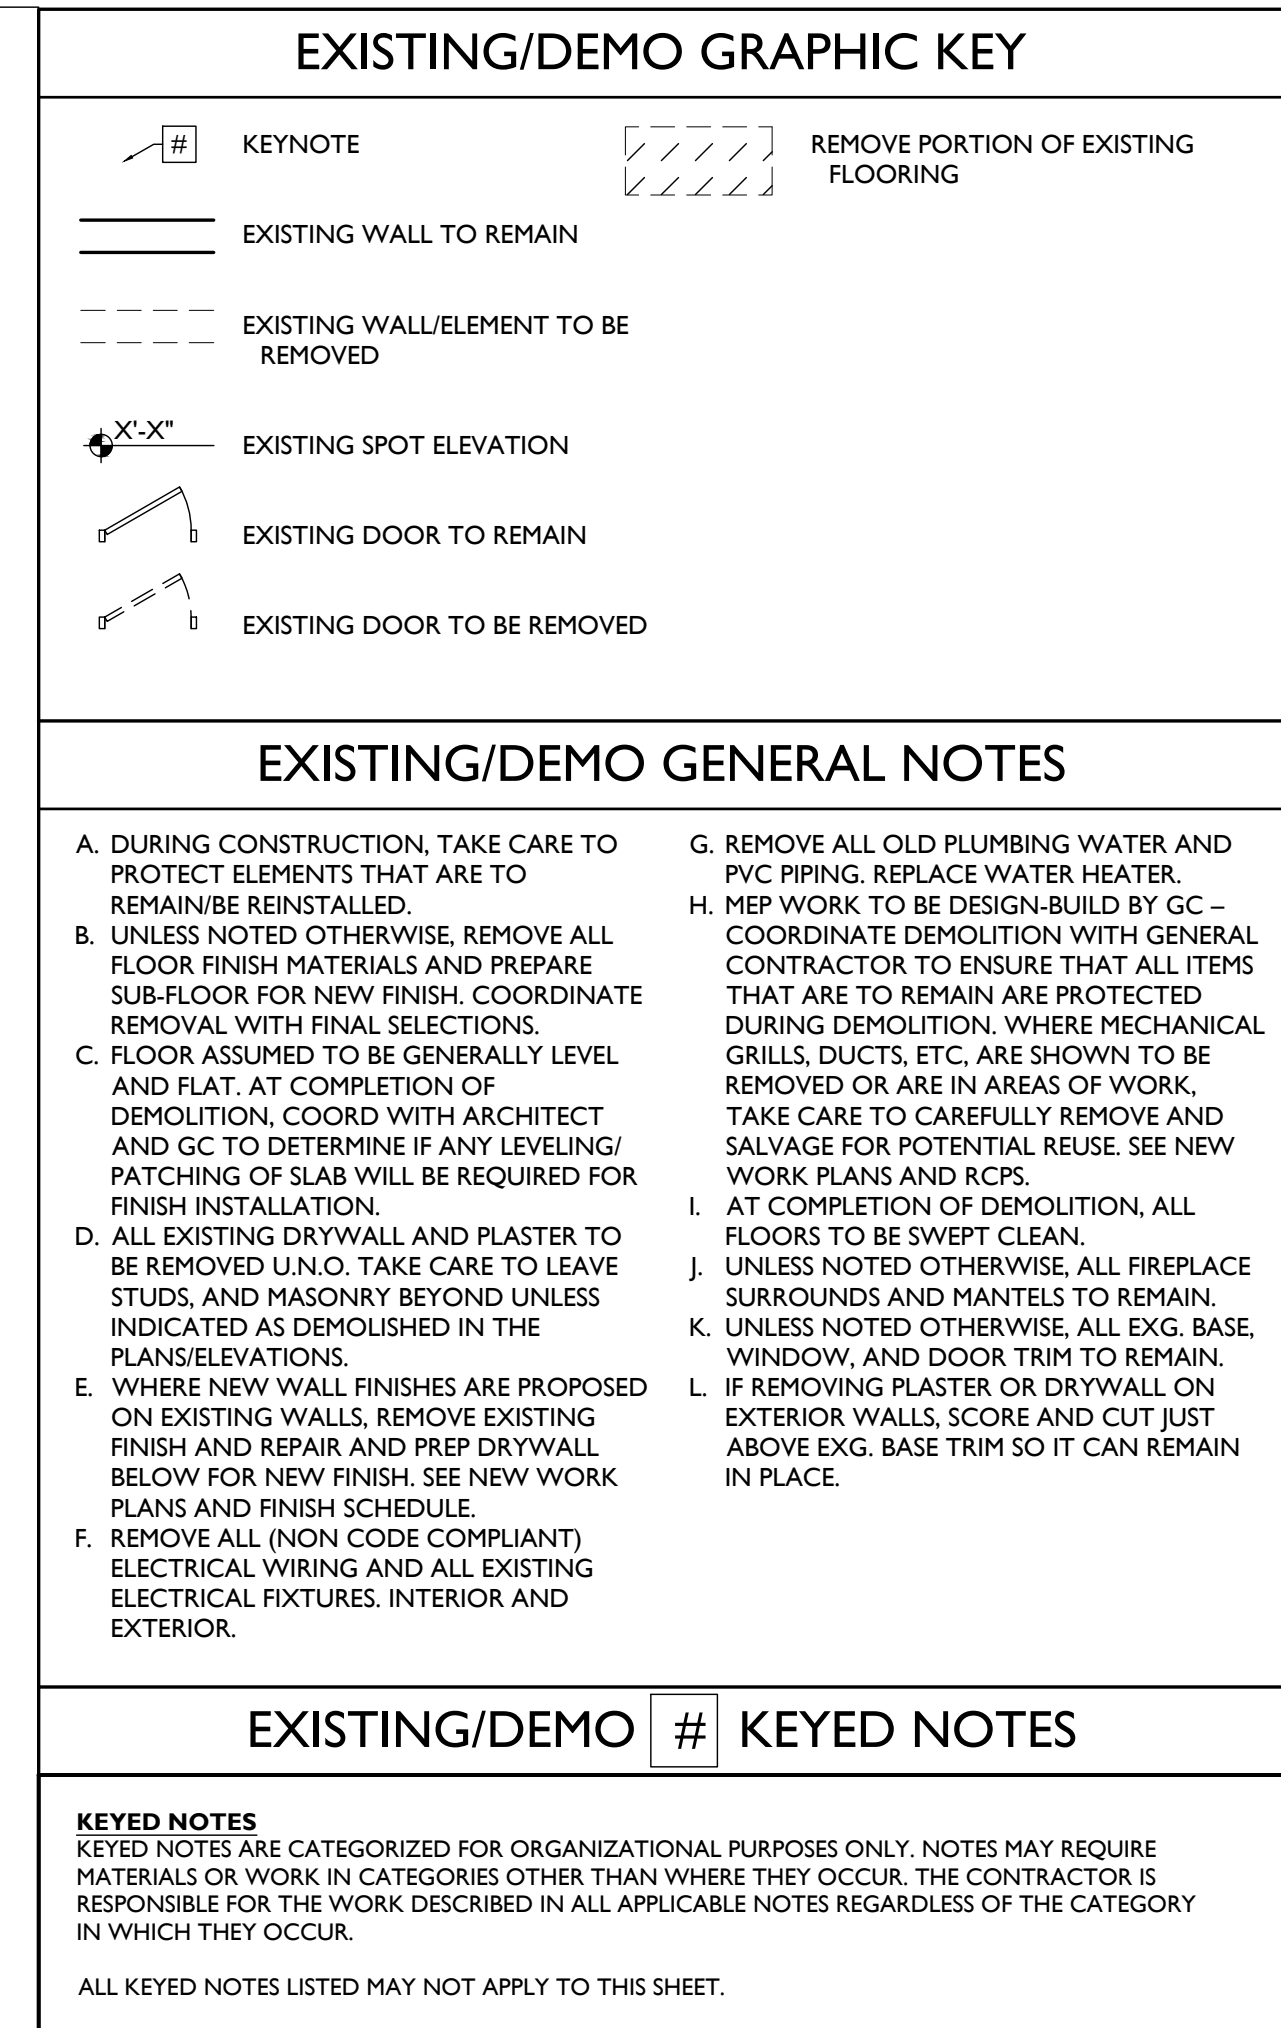 EXISTING/DEMO GRAPHIC KEY
# KEYNOTE
EXISTING WALL TO REMAIN
EXISTING WALL/ELEMENT TO BE
REMOVED
X'-X" EXISTING SPOT ELEVATION
EXISTING DOOR TO REMAIN
EXISTING DOOR TO BE REMOVED
REMOVE PORTION OF EXISTING
FLOORING
EXISTING/DEMO GENERAL NOTES
A. DURING CONSTRUCTION, TAKE CARE TO
PROTECT ELEMENTS THAT ARE TO
REMAIN/BE REINSTALLED.
B. UNLESS NOTED OTHERWISE, REMOVE ALL
FLOOR FINISH MATERIALS AND PREPARE
SUB-FLOOR FOR NEW FINISH. COORDINATE
REMOVAL WITH FINAL SELECTIONS.
C. FLOOR ASSUMED TO BE GENERALLY LEVEL
AND FLAT. AT COMPLETION OF
DEMOLITION, COORD WITH ARCHITECT
AND GC TO DETERMINE IF ANY LEVELING/
PATCHING OF SLAB WILL BE REQUIRED FOR
FINISH INSTALLATION.
D. ALL EXISTING DRYWALL AND PLASTER TO
BE REMOVED U.N.O. TAKE CARE TO LEAVE
STUDS, AND MASONRY BEYOND UNLESS
INDICATED AS DEMOLISHED IN THE
PLANS/ELEVATIONS.
E. WHERE NEW WALL FINISHES ARE PROPOSED
ON EXISTING WALLS, REMOVE EXISTING
FINISH AND REPAIR AND PREP DRYWALL
BELOW FOR NEW FINISH. SEE NEW WORK
PLANS AND FINISH SCHEDULE.
F. REMOVE ALL (NON CODE COMPLIANT)
ELECTRICAL WIRING AND ALL EXISTING
ELECTRICAL FIXTURES. INTERIOR AND
EXTERIOR.
G. REMOVE ALL OLD PLUMBING WATER AND
PVC PIPING. REPLACE WATER HEATER.
H. MEP WORK TO BE DESIGN-BUILD BY GC –
COORDINATE DEMOLITION WITH GENERAL
CONTRACTOR TO ENSURE THAT ALL ITEMS
THAT ARE TO REMAIN ARE PROTECTED
DURING DEMOLITION. WHERE MECHANICAL
GRILLS, DUCTS, ETC, ARE SHOWN TO BE
REMOVED OR ARE IN AREAS OF WORK,
TAKE CARE TO CAREFULLY REMOVE AND
SALVAGE FOR POTENTIAL REUSE. SEE NEW
WORK PLANS AND RCPS.
I. AT COMPLETION OF DEMOLITION, ALL
FLOORS TO BE SWEPT CLEAN.
J. UNLESS NOTED OTHERWISE, ALL FIREPLACE
SURROUNDS AND MANTELS TO REMAIN.
K. UNLESS NOTED OTHERWISE, ALL EXG. BASE,
WINDOW, AND DOOR TRIM TO REMAIN.
L. IF REMOVING PLASTER OR DRYWALL ON
EXTERIOR WALLS, SCORE AND CUT JUST
ABOVE EXG. BASE TRIM SO IT CAN REMAIN
IN PLACE.
EXISTING/DEMO # KEYED NOTES
KEYED NOTES
KEYED NOTES ARE CATEGORIZED FOR ORGANIZATIONAL PURPOSES ONLY. NOTES MAY REQUIRE
MATERIALS OR WORK IN CATEGORIES OTHER THAN WHERE THEY OCCUR. THE CONTRACTOR IS
RESPONSIBLE FOR THE WORK DESCRIBED IN ALL APPLICABLE NOTES REGARDLESS OF THE CATEGORY
IN WHICH THEY OCCUR.
ALL KEYED NOTES LISTED MAY NOT APPLY TO THIS SHEET.